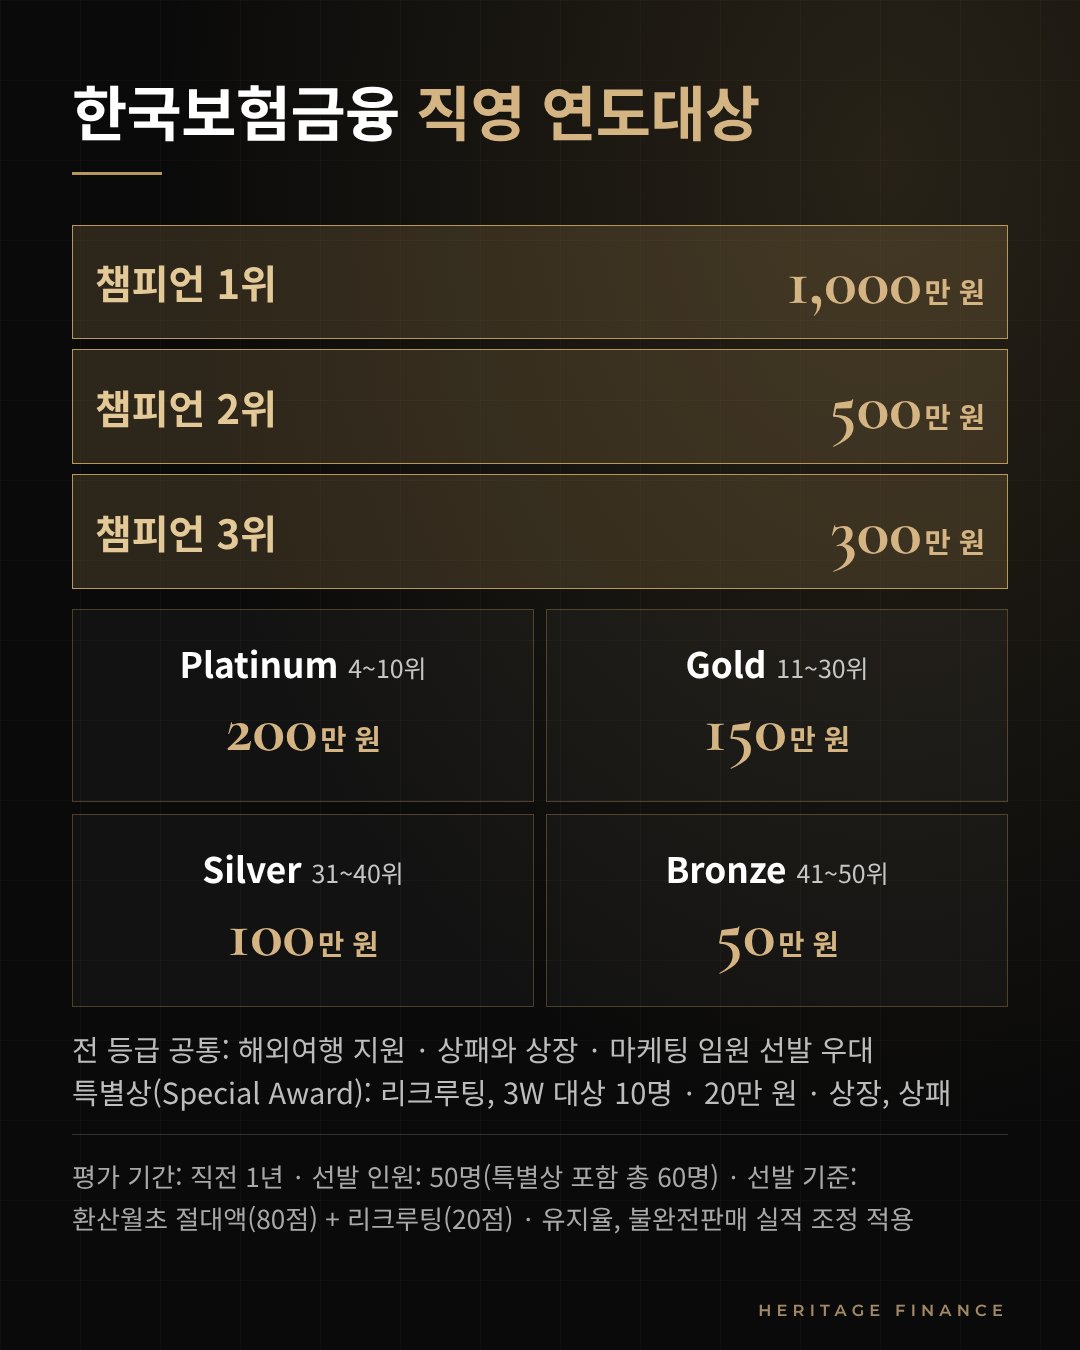 한국보험금융 직영 연도대상
챔피언 1위
1,000만 원
챔피언 2위
500만 원
챔피언 3위
300만 원
Platinum 4~10위
200만 원
Gold 11~30위
150만 원
Silver 31~40위
100만 원
Bronze 41~50위
50만 원
전 등급 공통: 해외여행 지원 · 상패와 상장 · 마케팅 임원 선발 우대
특별상(Special Award): 리크루팅, 3W 대상 10명 · 20만 원 · 상장, 상패
평가 기간: 직전 1년 · 선발 인원: 50명(특별상 포함 총 60명) · 선발 기준:
환산월초 절대액(80점) + 리크루팅(20점) · 유지율, 불완전판매 실적 조정 적용
HERITAGE FINANCE